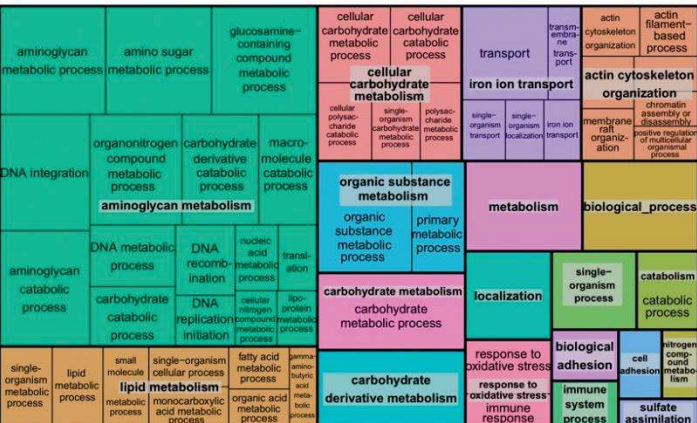 aminoglycan
metabolic process
amino sugar
metabolic process
glucosamine−
containing
compound
metabolic
process
DNA integration
organonitrogen
compound
metabolic
process
carbohydrate
derivative
catabolic
process
macro-
molecule
catabolic
process
aminoglycan metabolism
aminoglycan
catabolic
process
DNA metabolic
process
DNA
recomb-
ination
nucleic
acid
metabolic
process
transl-
ation
carbohydrate
catabolic
process
DNA
replication
initiation
cellular
nitrogen
compound
metabolic
process
lipo-
protein
metabolic
process
single-
organism
metabolic
process
lipid
metabolic
process
small
molecule
metabolic
process
single−organism
cellular process
monocarboxylic
acid metabolic
process
fatty acid
metabolic
process
organic acid
metabolic
process
gamma-
amino-
butyric
acid
meta-
bolic
process
lipid metabolism
cellular
carbohydrate
metabolic
process
cellular
carbohydrate
catabolic
process
cellular
carbohydrate
metabolism
cellular
polysac-
charide
catabolic
process
single-
organism
carbohydrate
metabolic
process
polysac-
charide
metabolic
process
organic substance
metabolism
organic
substance
metabolic
process
primary
metabolic
process
carbohydrate metabolism
carbohydrate
metabolic process
carbohydrate
derivative metabolism
transport
transm-
embra-
ne
trans-
port
iron ion transport
single-
organism
transport
single-
organism
localization
iron ion
transport
actin
cytoskeleton
organization
actin
filament-
based
process
actin cytoskeleton
organization
membrane
raft
organiz-
ation
chromatin
assembly or
disassembly
positive regulation
of multicellular
organismal
process
metabolism
biological_process
localization
single−
organism
process
catabolism
catabolic
process
response to
oxidative stress
response to
oxidative stress
immune
response
biological
adhesion
cell
adhesion
nitrogen
comp-
ound
metabo-
lism
immune
system
process
sulfate
assimilation